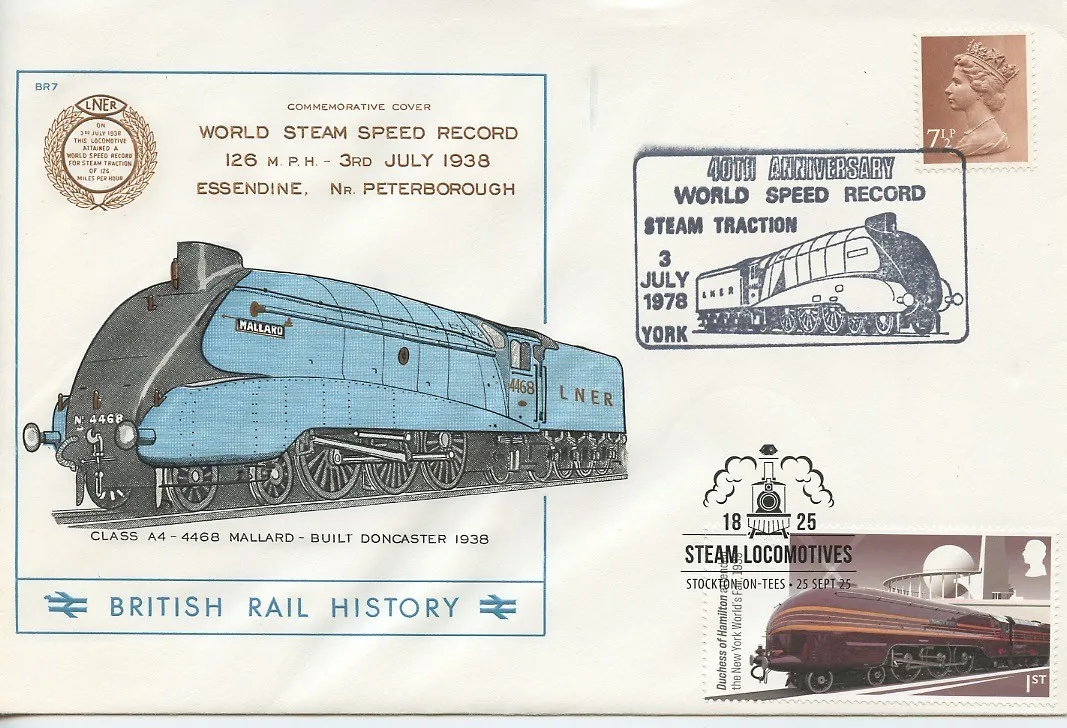 BR7
LNER
ON
3RD JULY 1938
THIS LOCOMOTIVE
ATTAINED A
WORLD SPEED RECORD
FOR STEAM TRACTION
OF 126
MILES PER HOUR
COMMEMORATIVE COVER
WORLD STEAM SPEED RECORD
126 M.P.H. - 3RD JULY 1938
ESSENDINE, NR. PETERBOROUGH
MALLARD
4468
LNER
No 4468
CLASS A4 - 4468 MALLARD - BUILT DONCASTER 1938
BRITISH RAIL HISTORY
7½P
40TH ANNIVERSARY
WORLD SPEED RECORD
STEAM TRACTION
3
JULY
1978
YORK
LNER
18 25
STEAM LOCOMOTIVES
STOCKTON-ON-TEES • 25 SEPT 25
Duchess of Hamilton
the New York World's Fair, 1939
1ST